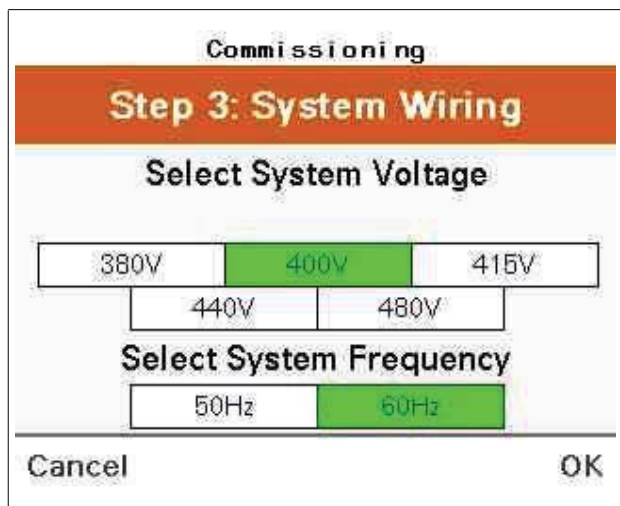 Commissioning
Step 3: System Wiring
Select System Voltage
380V 400V 415V
440V 480V
Select System Frequency
50Hz 60Hz
Cancel OK